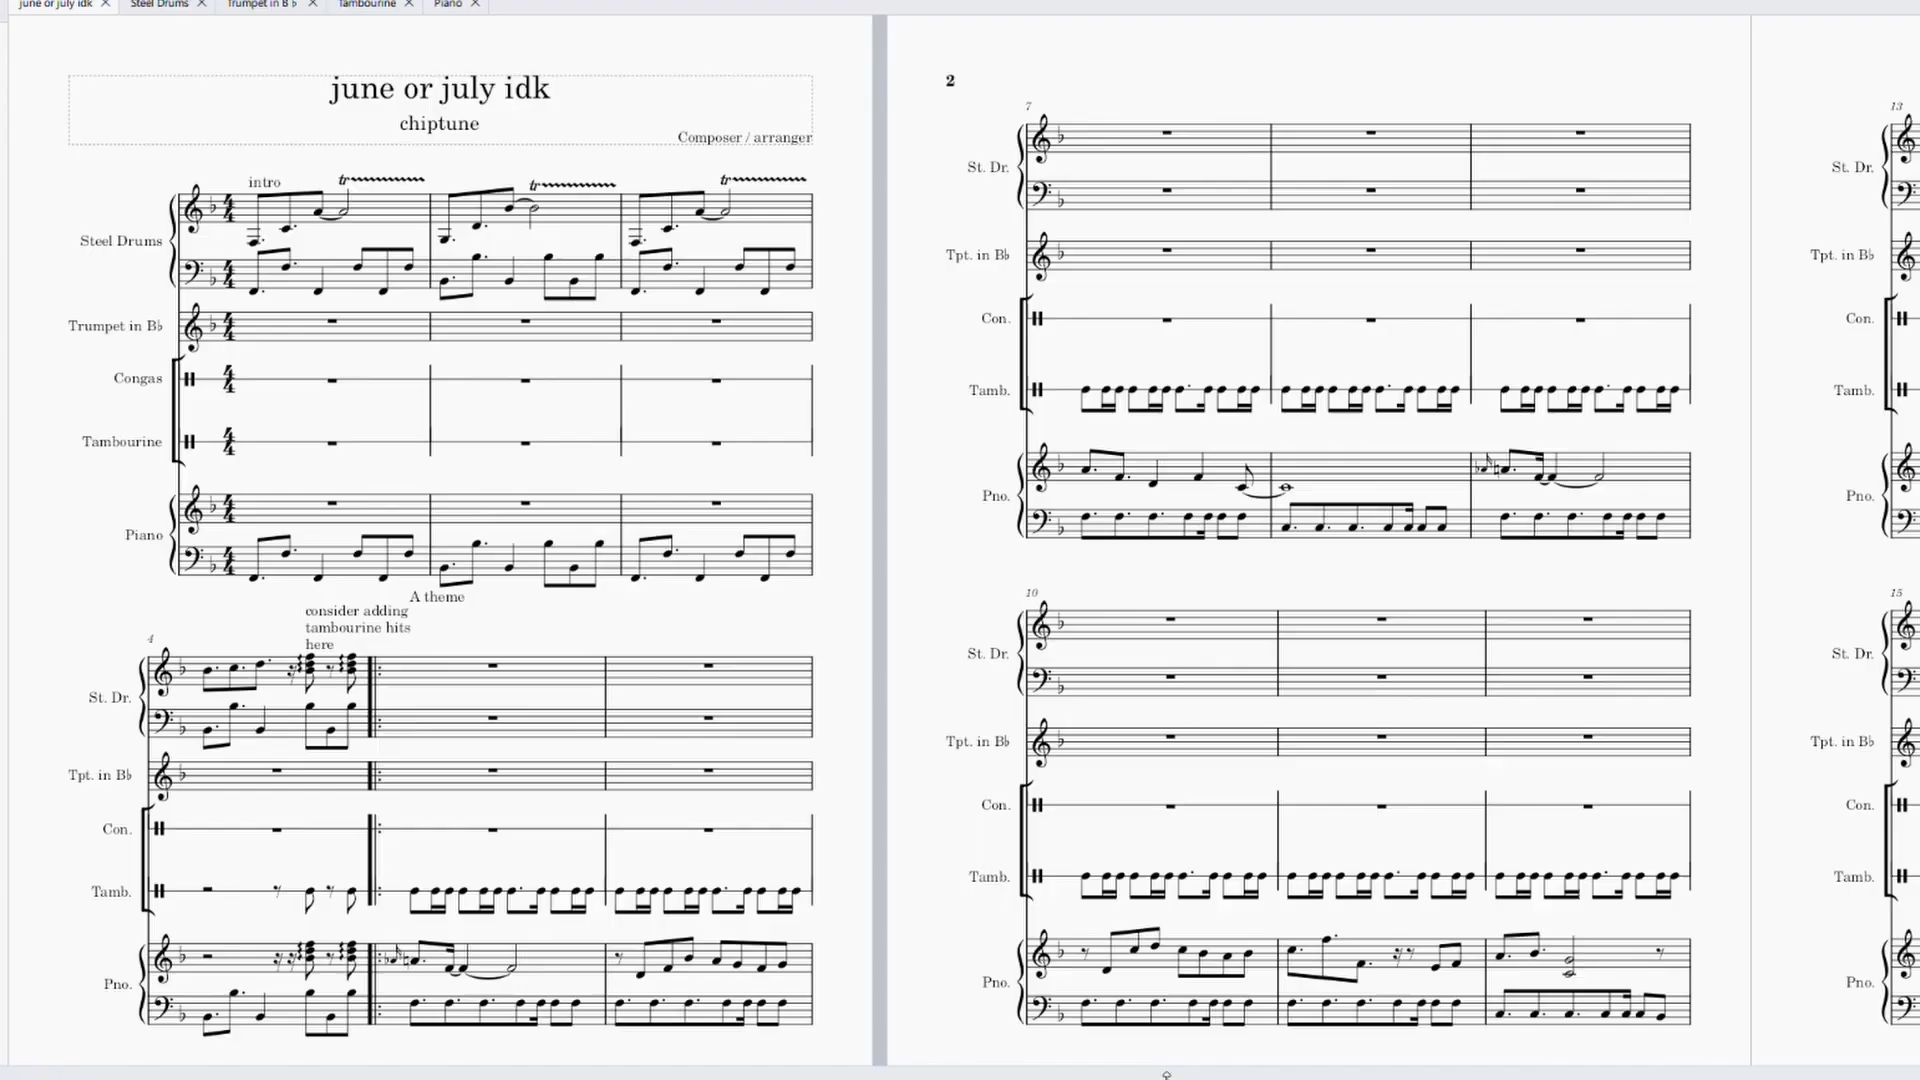 june or july idk
Steel Drums
Trumpet in B♭
Tambourine
Piano
june or july idk
chiptune
Composer / arranger
intro
tr
tr
tr
Steel Drums
Trumpet in B♭
Congas
Tambourine
Piano
A theme
consider adding
tambourine hits
here
4
St. Dr.
Tpt. in B♭
Con.
Tamb.
Pno.
2
7
St. Dr.
Tpt. in B♭
Con.
Tamb.
Pno.
10
St. Dr.
Tpt. in B♭
Con.
Tamb.
Pno.
13
St. Dr.
Tpt. in B♭
Con.
Tamb.
Pno.
15
St. Dr.
Tpt. in B♭
Con.
Tamb.
Pno.